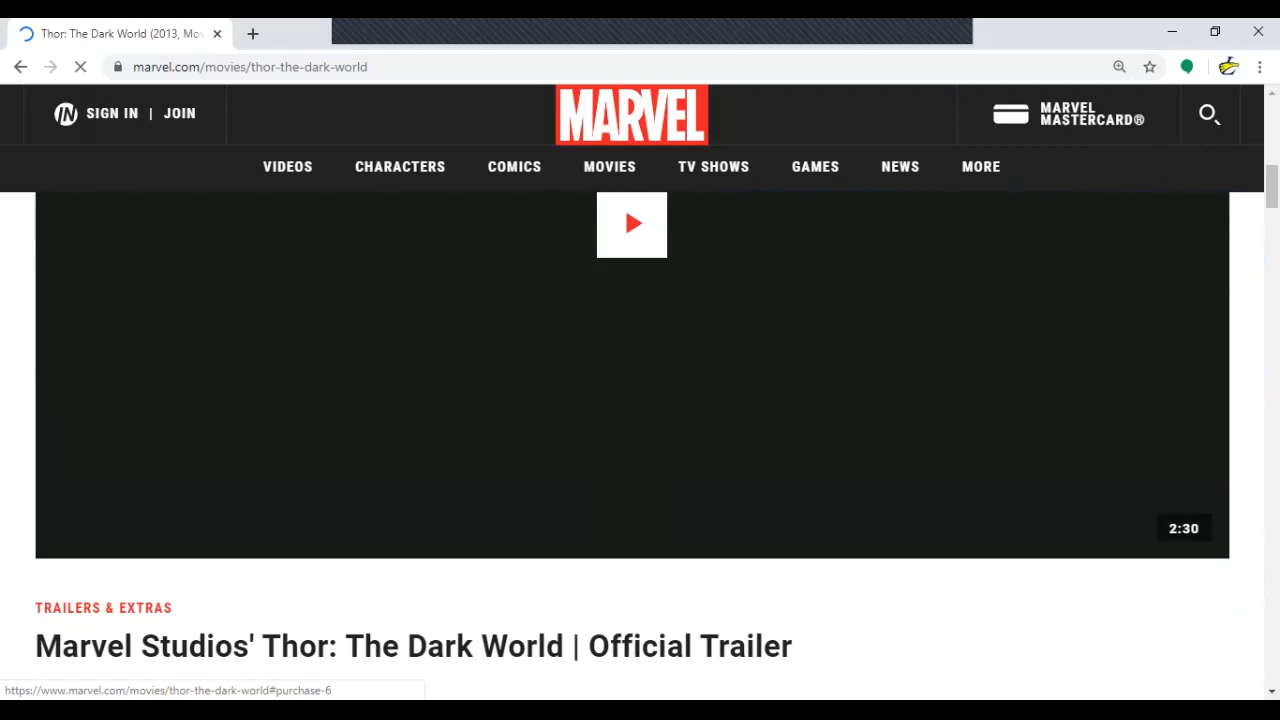 Thor: The Dark World (2013, Mov
marvel.com/movies/thor-the-dark-world
IN SIGN IN | JOIN
MARVEL
MARVEL
MASTERCARD®
VIDEOS CHARACTERS COMICS MOVIES TV SHOWS GAMES NEWS MORE
2:30
TRAILERS & EXTRAS
Marvel Studios' Thor: The Dark World | Official Trailer
https://www.marvel.com/movies/thor-the-dark-world#purchase-6